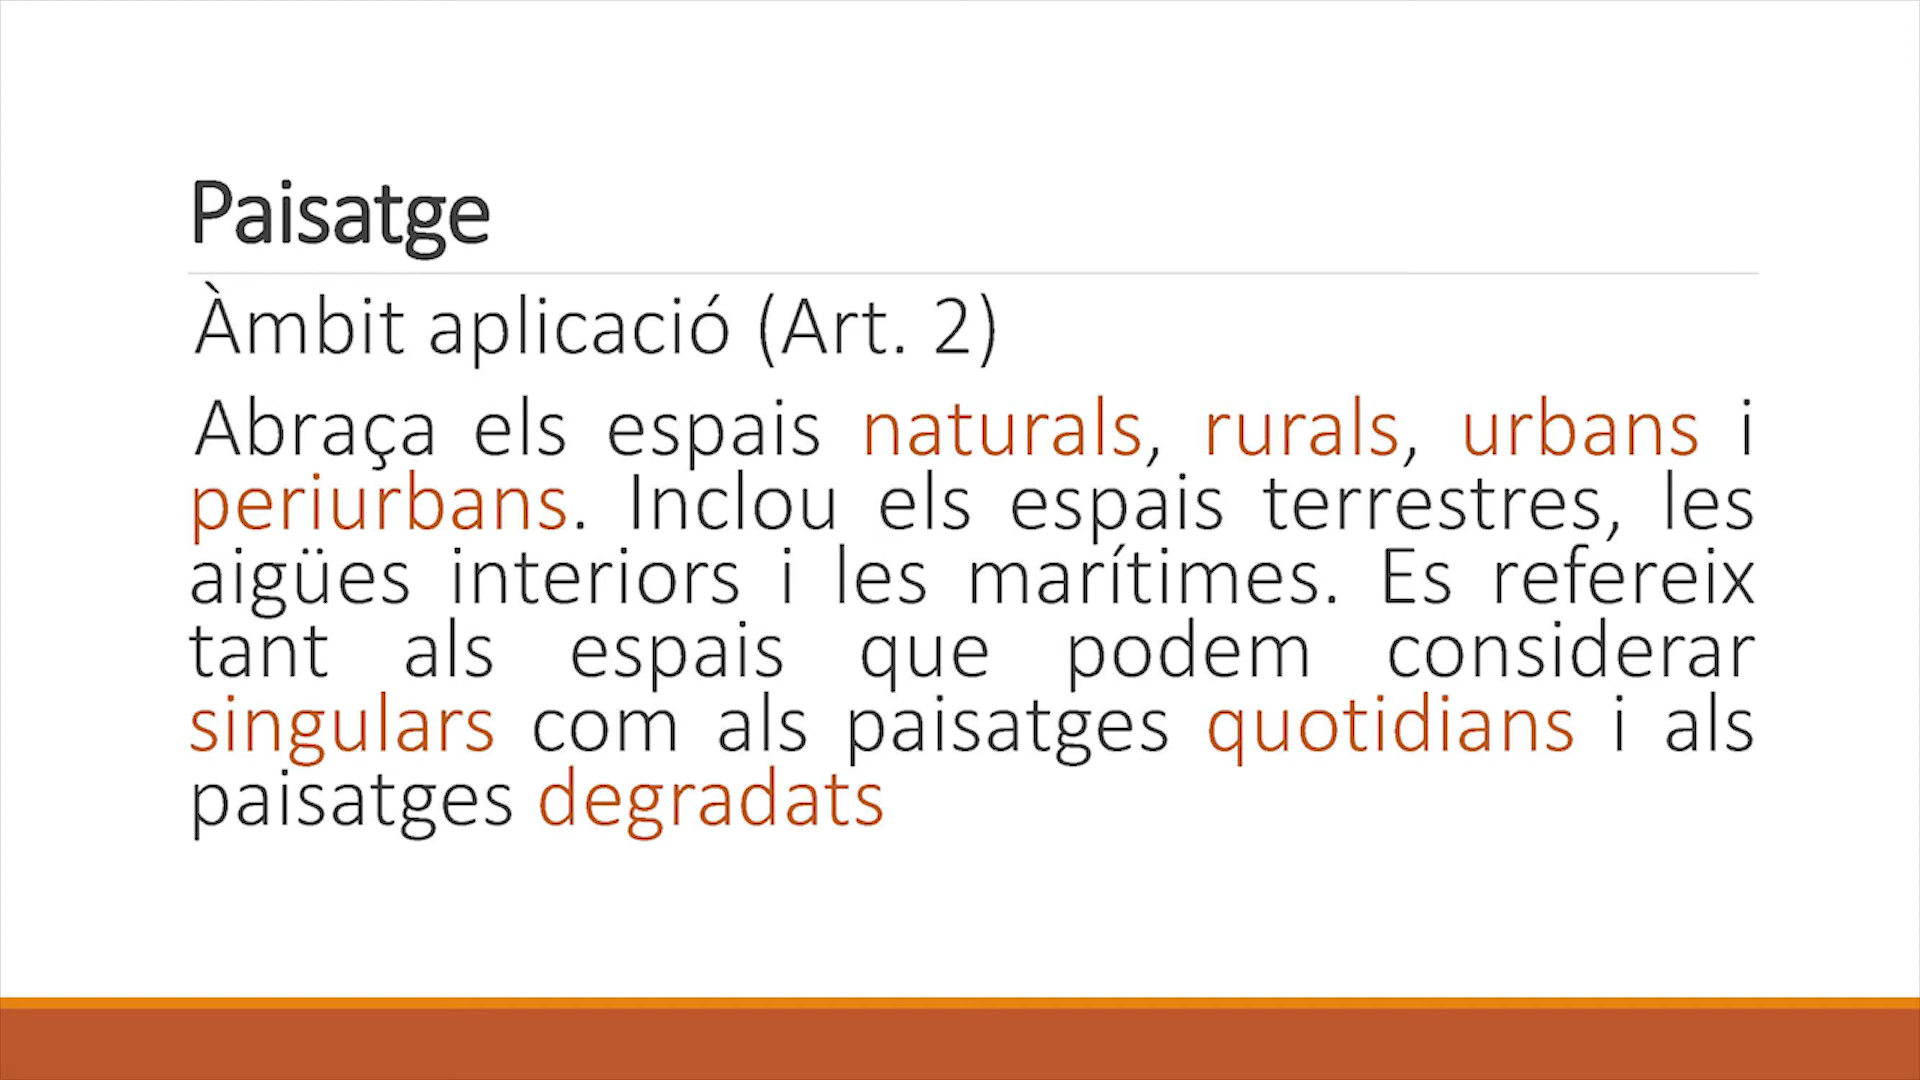 Paisatge
Àmbit aplicació (Art. 2)
Abraça els espais naturals, rurals, urbans i
periurbans. Inclou els espais terrestres, les
aigües interiors i les marítimes. Es refereix
tant als espais que podem considerar
singulars com als paisatges quotidians i als
paisatges degradats